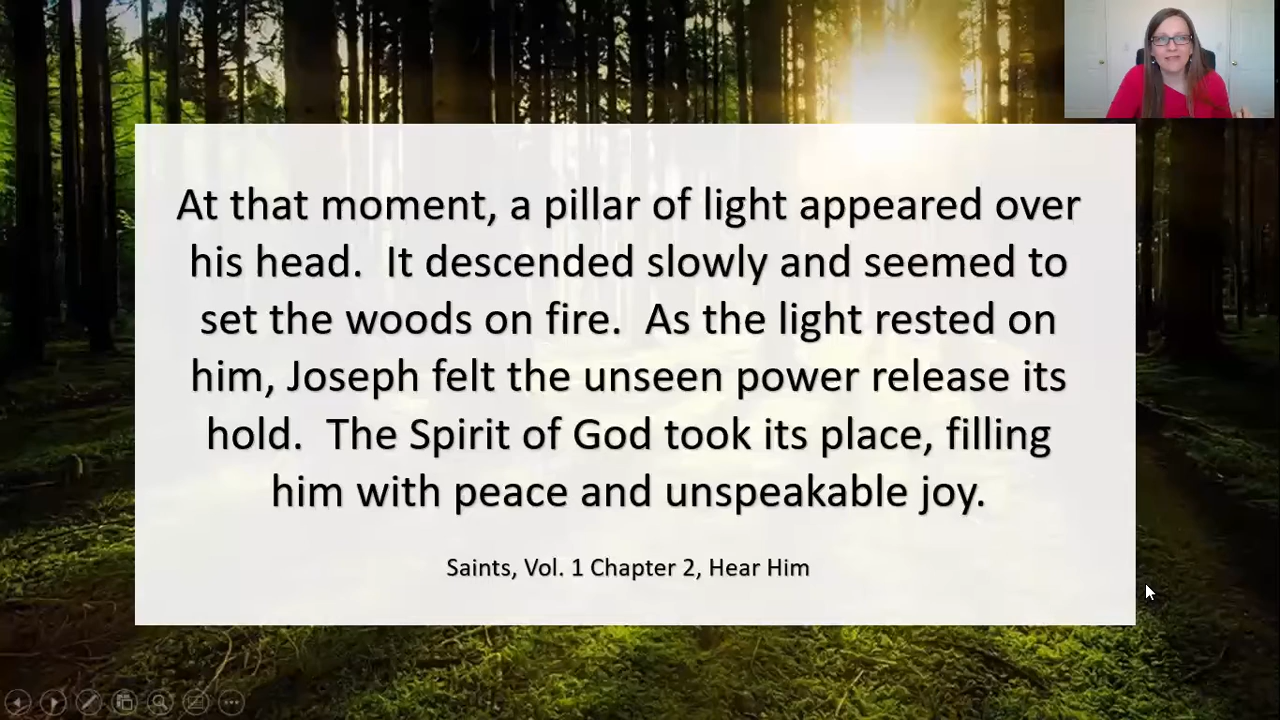 At that moment, a pillar of light appeared over
his head.  It descended slowly and seemed to
set the woods on fire.  As the light rested on
him, Joseph felt the unseen power release its
hold.  The Spirit of God took its place, filling
him with peace and unspeakable joy.
Saints, Vol. 1 Chapter 2, Hear Him